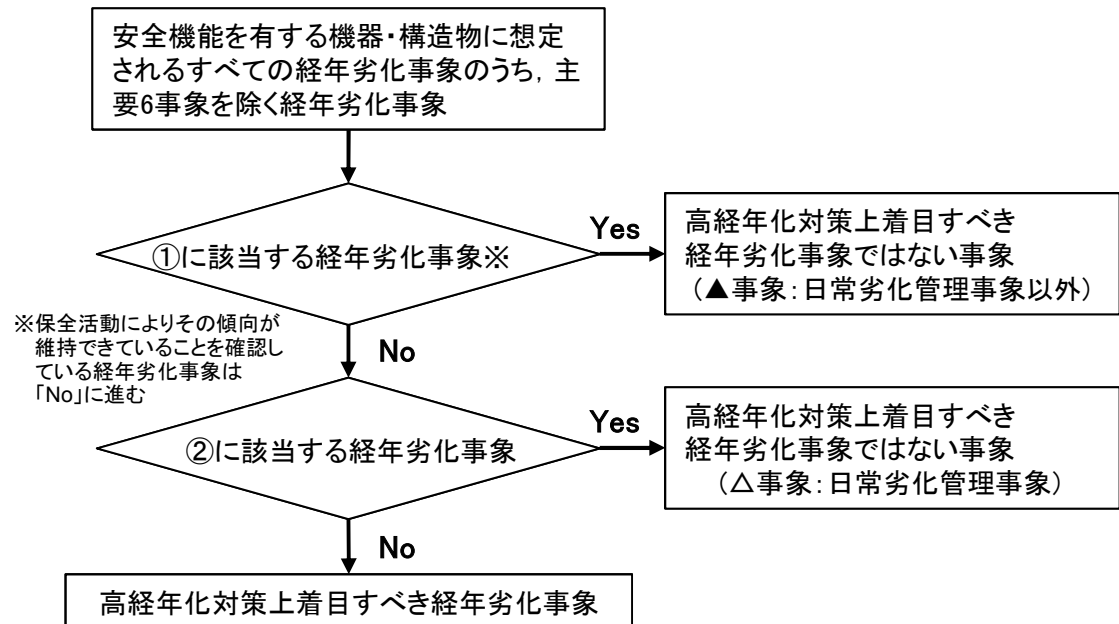 安全機能を有する機器・構造物に想定
されるすべての経年劣化事象のうち，主
要6事象を除く経年劣化事象
①に該当する経年劣化事象※
Yes
高経年化対策上着目すべき
経年劣化事象ではない事象
（▲事象：日常劣化管理事象以外）
※保全活動によりその傾向が
維持できていることを確認し
ている経年劣化事象は
「No」に進む
No
②に該当する経年劣化事象
Yes
高経年化対策上着目すべき
経年劣化事象ではない事象
（△事象：日常劣化管理事象）
No
高経年化対策上着目すべき経年劣化事象